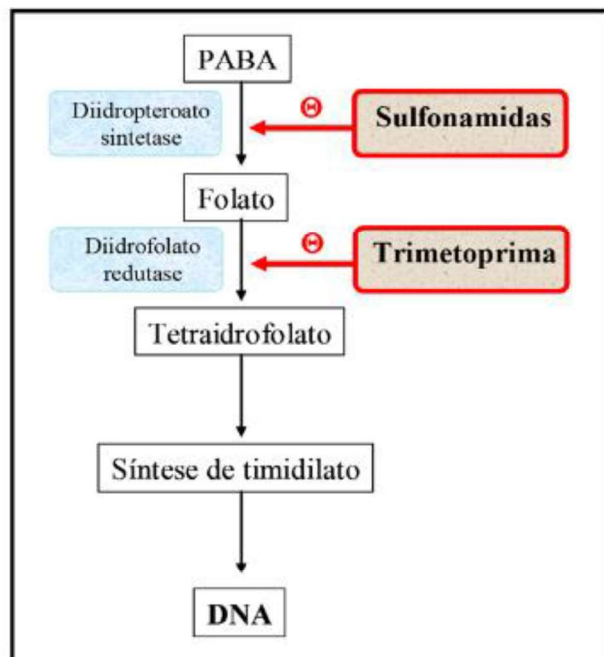 PABA
Diidropteroato
sintetase
Θ
Sulfonamidas
Folato
Diidrofolato
redutase
Θ
Trimetoprima
Tetraidrofolato
Síntese de timidilato
DNA